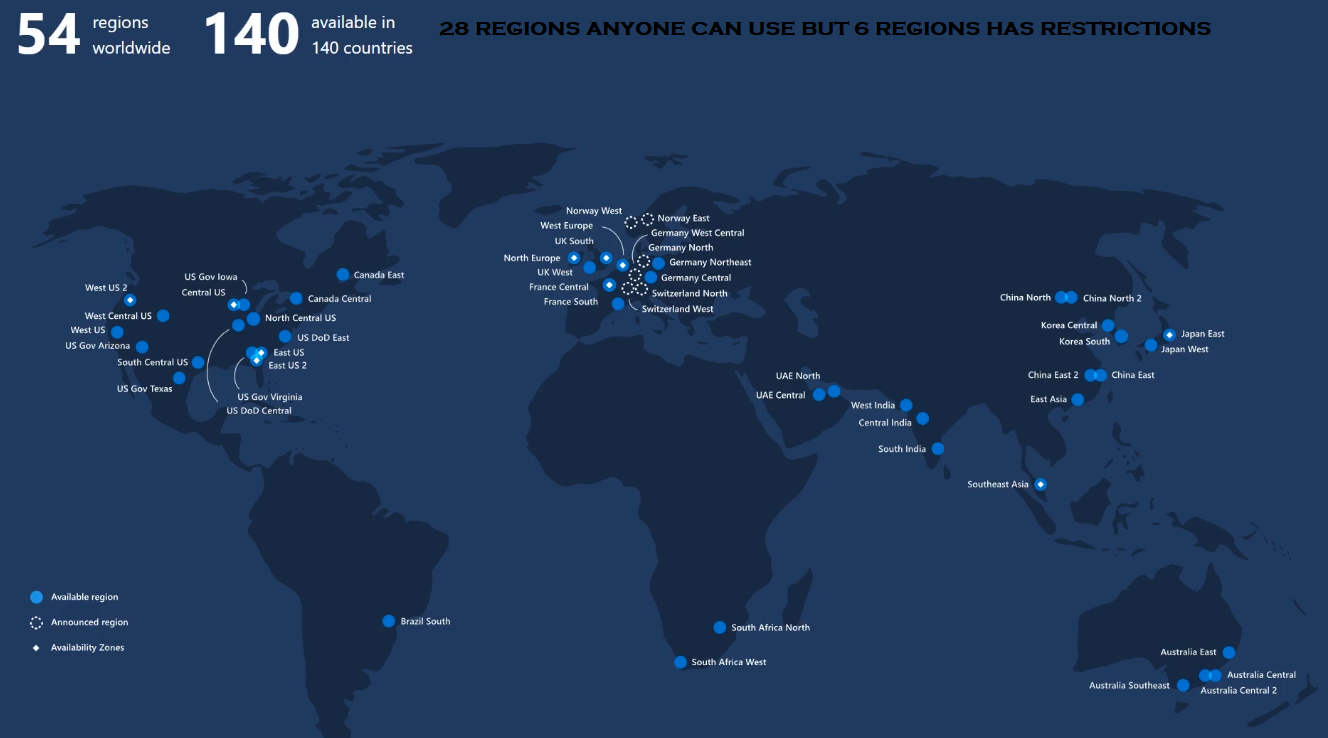 54 regions worldwide
140 available in 140 countries
28 REGIONS ANYONE CAN USE BUT 6 REGIONS HAS RESTRICTIONS
Norway West
Norway East
West Europe
Germany West Central
UK South
Germany North
North Europe
Germany Northeast
UK West
Germany Central
France Central
Switzerland North
France South
Switzerland West
US Gov Iowa
Canada East
West US 2
Central US
Canada Central
West Central US
North Central US
West US
US DoD East
US Gov Arizona
East US
South Central US
East US 2
US Gov Texas
US Gov Virginia
US DoD Central
China North
China North 2
Korea Central
Japan East
Korea South
Japan West
UAE North
China East 2
China East
UAE Central
East Asia
West India
Central India
South India
Southeast Asia
Available region
Announced region
Availability Zones
Brazil South
South Africa North
South Africa West
Australia East
Australia Central
Australia Southeast
Australia Central 2